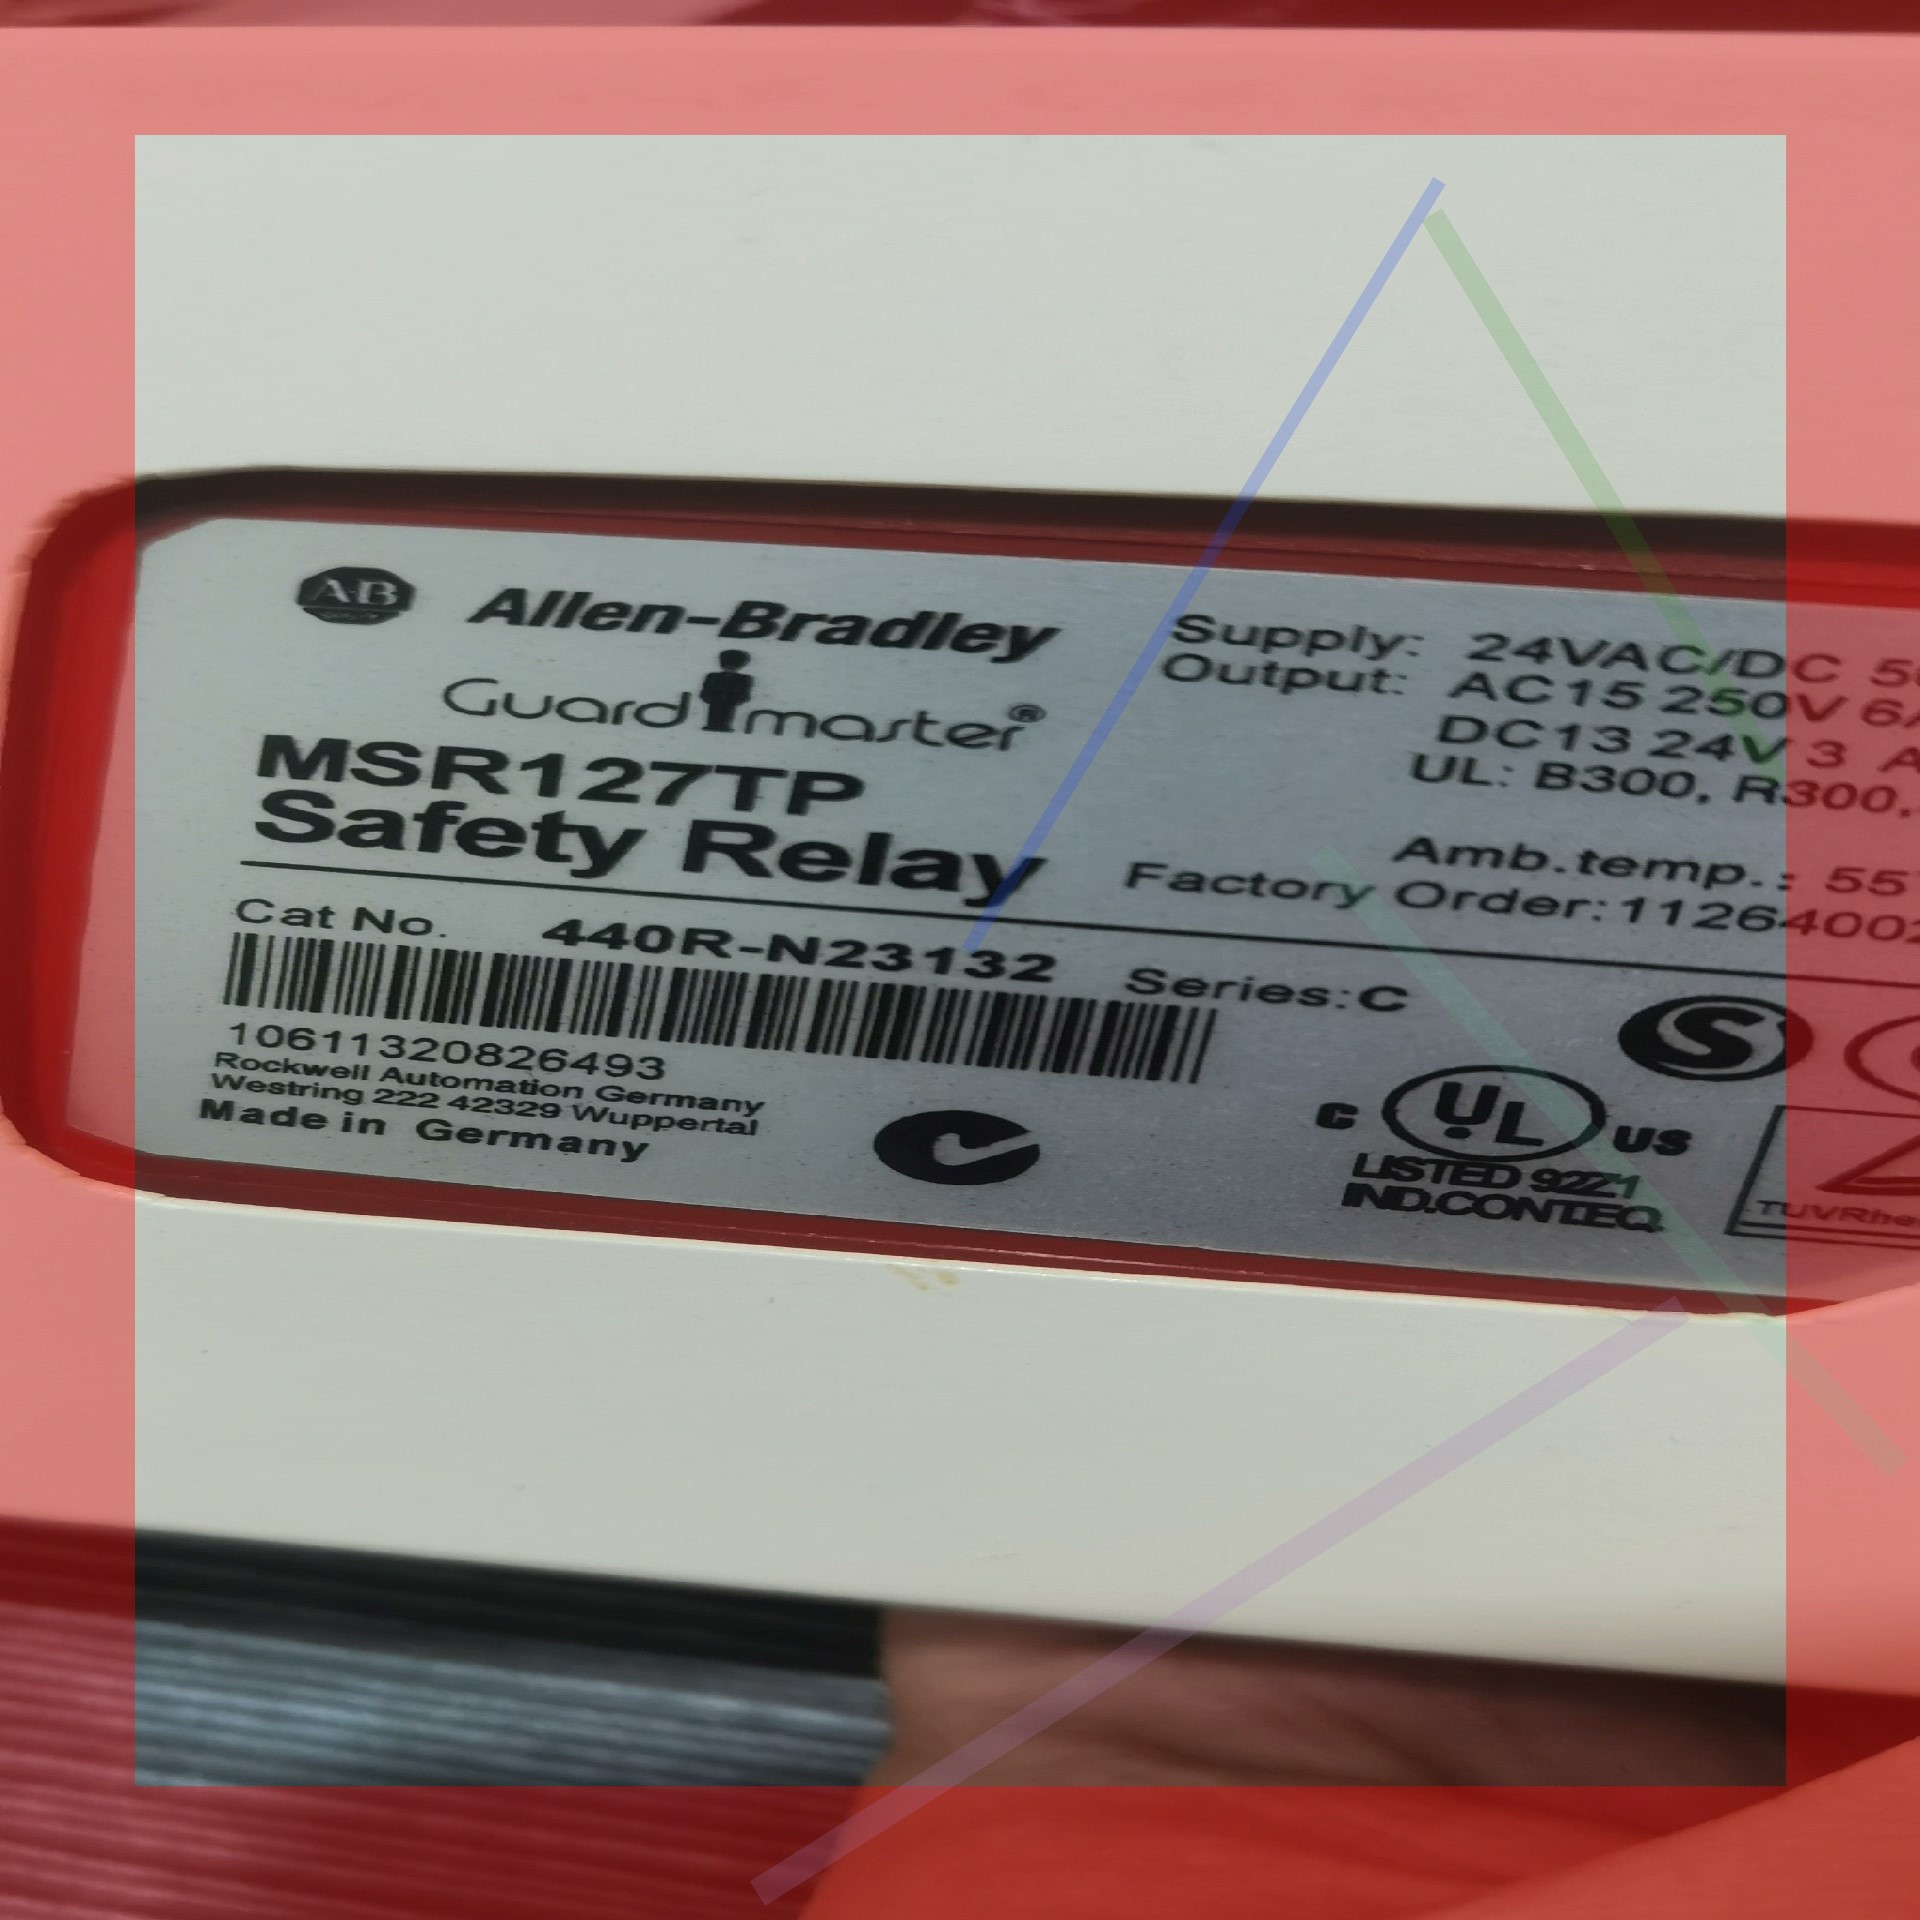 AB Allen-Bradley
Guardmaster®
MSR127TP
Safety Relay
Cat No. 440R-N23132 Series:C
10611320826493
Rockwell Automation Germany
Westring 222 42329 Wuppertal
Made in Germany
Supply: 24VAC/DC
Output: AC15 250V
DC13 24V 3
UL: B300, R300,
Amb.temp.: 55
Factory Order:
S
C UL US
LISTED 92Z1
IND.CONT.EQ